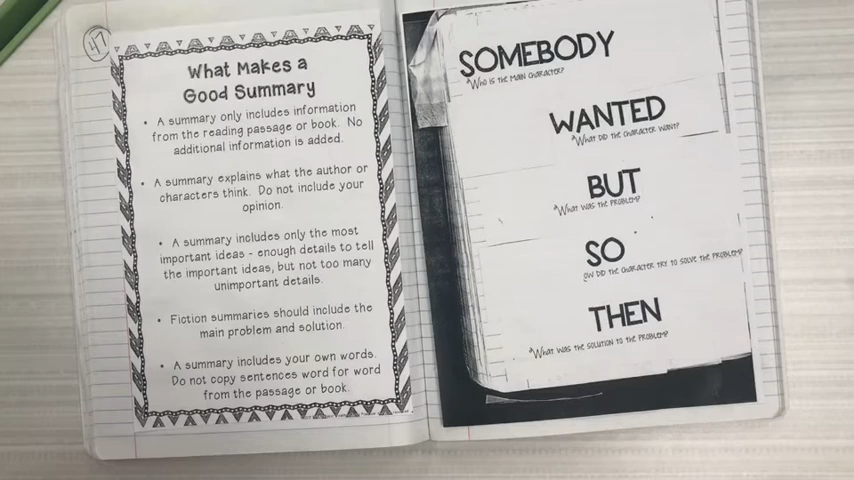 47
What Makes a
Good Summary
• A summary only includes information
from the reading passage or book. No
additional information is added.
• A summary explains what the author or
characters think. Do not include your
opinion.
• A summary includes only the most
important ideas - enough details to tell
the important ideas, but not too many
unimportant details.
• Fiction summaries should include the
main problem and solution.
• A summary includes your own words.
Do not copy sentences word for word
from the passage or book.
SOMEBODY
*Who is the main character?
WANTED
*What did the character want?
BUT
*What was the problem?
SO
ow did the character try to solve the problem?
THEN
*What was the solution to the problem?